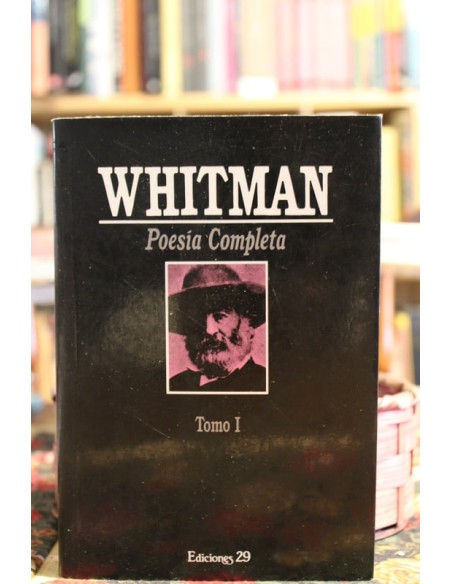 WHITMAN
Poesía Completa
Tomo I
Ediciones 29